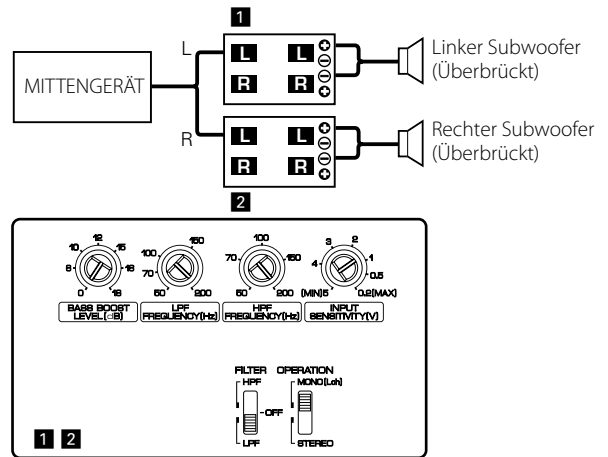 1
L
L
L
Linker Subwoofer
(Überbrückt)
R
R
MITTENGERÄT
L
L
Rechter Subwoofer
(Überbrückt)
R
R
R
2
0
6
10
12
15
18
18
BASS BOOST
LEVEL(dB)
50
70
100
150
200
LPF
FREQUENCY(Hz)
50
70
100
150
200
HPF
FREQUENCY(Hz)
(MIN)5
4
3
2
1
0.5
0.2(MAX)
INPUT
SENSITIVITY(V)
FILTER
HPF
OFF
LPF
OPERATION
MONO(Lch)
STEREO
1 2